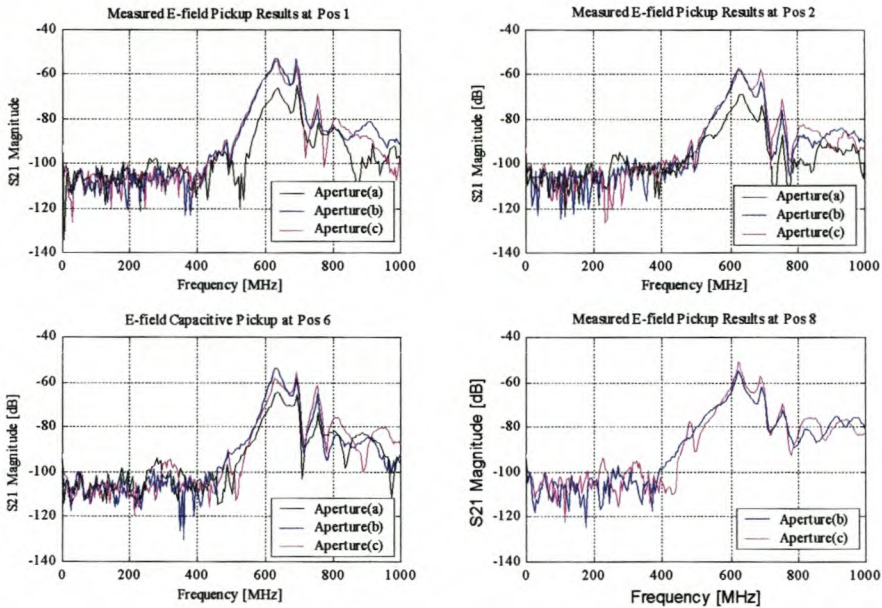 Measured E-field Pickup Results at Pos 1
S21 Magnitude
-40
-60
-80
-100
-120
-140
0
200
400
600
800
1000
Frequency [MHz]
Aperture(a)
Aperture(b)
Aperture(c)
Measured E-field Pickup Results at Pos 2
S21 Magnitude [dB]
-40
-60
-80
-100
-120
-140
0
200
400
600
800
1000
Frequency [MHz]
Aperture(a)
Aperture(b)
Aperture(c)
E-field Capacitive Pickup at Pos 6
S21 Magnitude [dB]
-40
-60
-80
-100
-120
-140
0
200
400
600
800
1000
Frequency [MHz]
Aperture(a)
Aperture(b)
Aperture(c)
Measured E-field Pickup Results at Pos 8
S21 Magnitude [dB]
-40
-60
-80
-100
-120
-140
0
200
400
600
800
1000
Frequency [MHz]
Aperture(b)
Aperture(c)